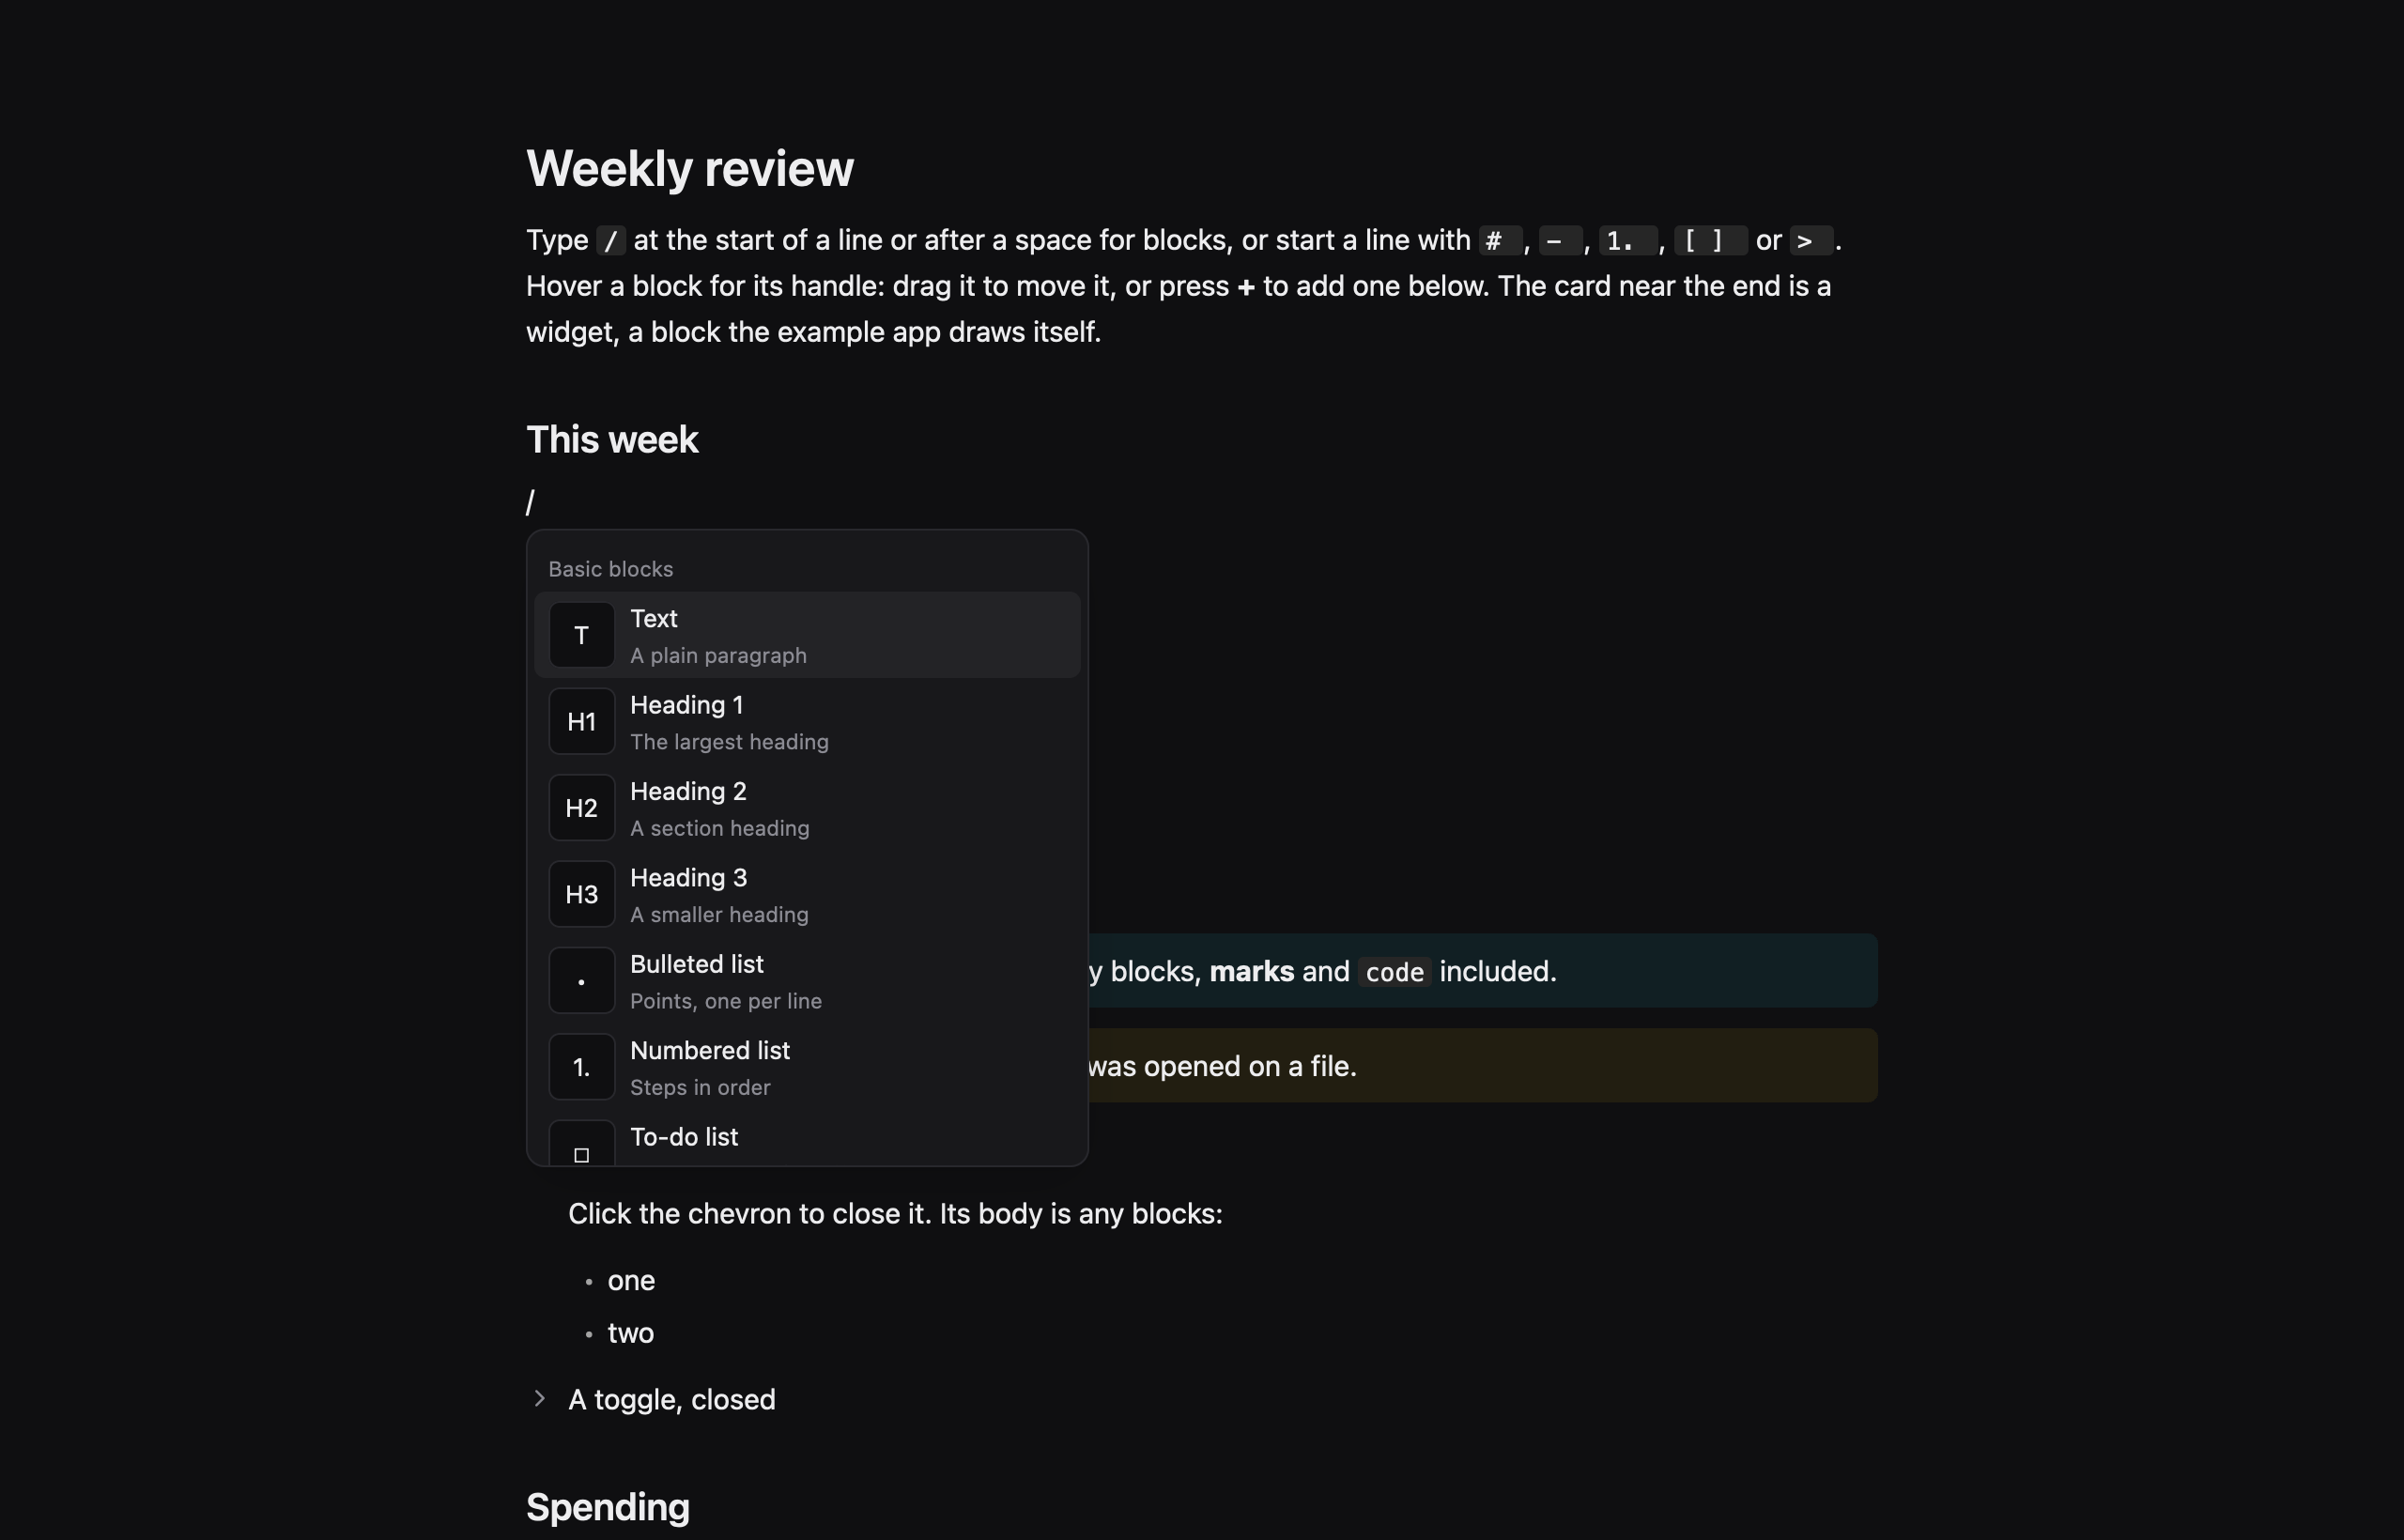 Weekly review
Type / at the start of a line or after a space for blocks, or start a line with # , - , 1. , [ ] or > .
Hover a block for its handle: drag it to move it, or press + to add one below. The card near the end is a
widget, a block the example app draws itself.
This week
/
Basic blocks
T Text
A plain paragraph
H1 Heading 1
The largest heading
H2 Heading 2
A section heading
H3 Heading 3
A smaller heading
• Bulleted list
Points, one per line
y blocks, marks and code included.
1. Numbered list
Steps in order
was opened on a file.
To-do list
Click the chevron to close it. Its body is any blocks:
• one
• two
A toggle, closed
Spending